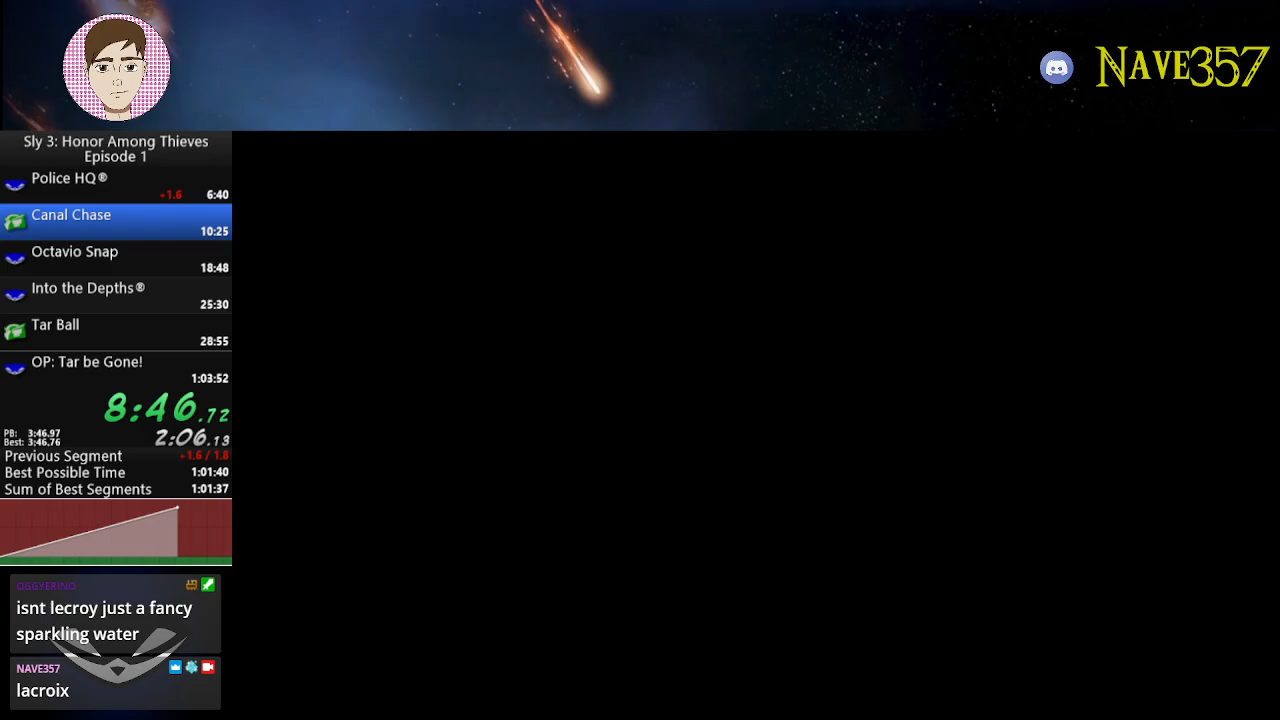 NAVE357
Sly 3: Honor Among Thieves
Episode 1
Police HQ®
+1.6 6:40
Canal Chase
10:25
Octavio Snap
18:48
Into the Depths®
25:30
Tar Ball
28:55
OP: Tar be Gone!
1:03:52
8:46.72
PB: 3:46.97
Best: 3:46.76
2:06.13
Previous Segment +1.6 / 1.8
Best Possible Time 1:01:40
Sum of Best Segments 1:01:37
OGGYERINO
isnt lecroy just a fancy
sparkling water
NAVE357
lacroix